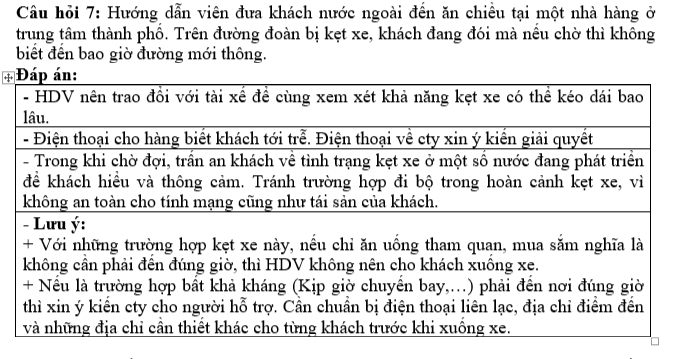 Câu hỏi 7: Hướng dẫn viên đưa khách nước ngoài đến ăn chiều tại một nhà hàng ở
trung tâm thành phố. Trên đường đoàn bị kẹt xe, khách đang đói mà nếu chờ thì không
biết đến bao giờ đường mới thông.
Đáp án:
- HDV nên trao đổi với tài xế để cùng xem xét khả năng kẹt xe có thể kéo dái bao
lâu.
- Điện thoại cho hàng biết khách tới trễ. Điện thoại về cty xin ý kiến giải quyết
- Trong khi chờ đợi, trấn an khách về tình trạng kẹt xe ở một số nước đang phát triển
để khách hiểu và thông cảm. Tránh trường hợp đi bộ trong hoàn cảnh kẹt xe, vì
không an toàn cho tính mạng cũng như tái sản của khách.
- Lưu ý:
+ Với những trường hợp kẹt xe này, nếu chỉ ăn uống tham quan, mua sắm nghĩa là
không cần phải đến đúng giờ, thì HDV không nên cho khách xuống xe.
+ Nếu là trường hợp bất khả kháng (Kịp giờ chuyến bay,...) phải đến nơi đúng giờ
thì xin ý kiến cty cho người hỗ trợ. Cần chuẩn bị điện thoại liên lạc, địa chỉ điểm đến
và những địa chỉ cần thiết khác cho từng khách trước khi xuống xe.